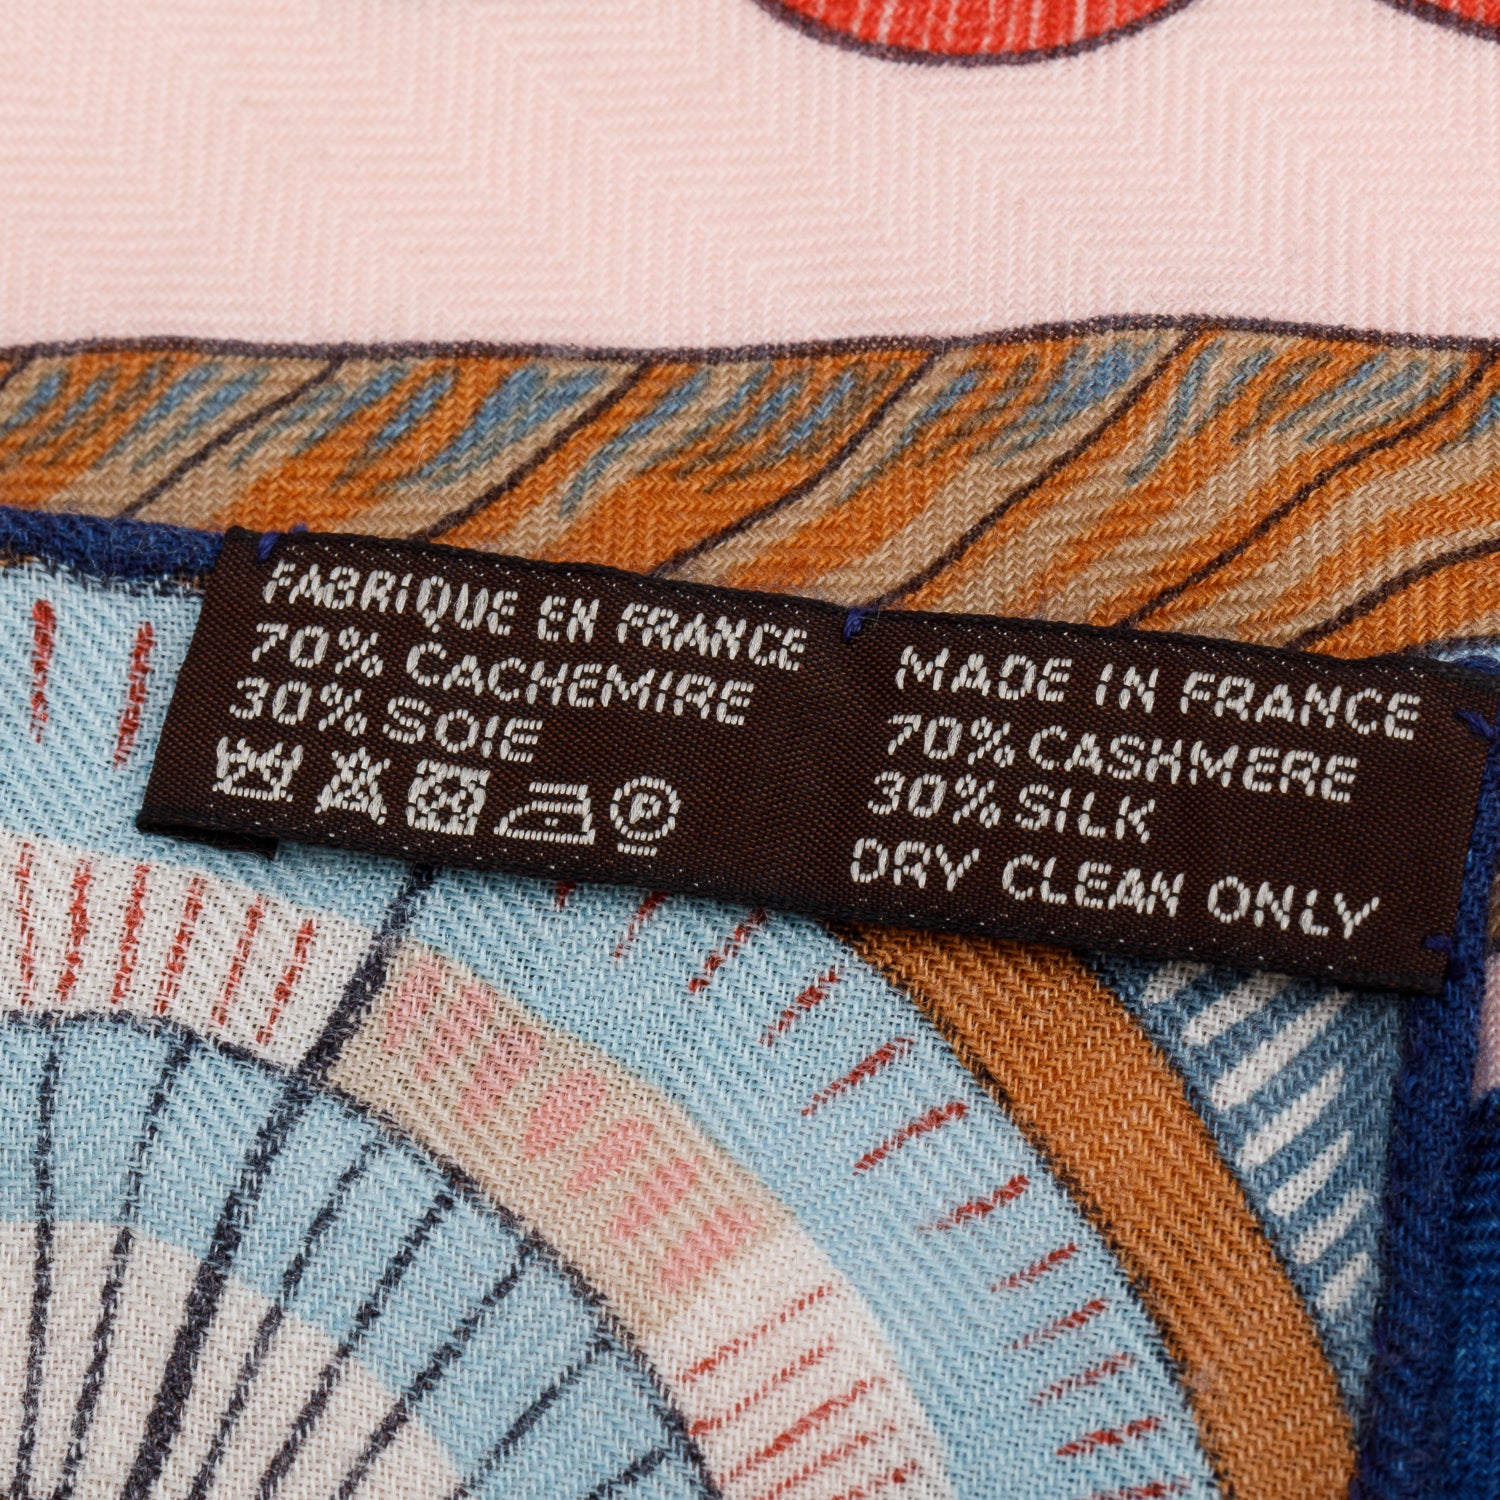 FABRIQUE EN FRANCE
70% CACHEMIRE
30% SOIE
P
MADE IN FRANCE
70% CASHMERE
30% SILK
DRY CLEAN ONLY